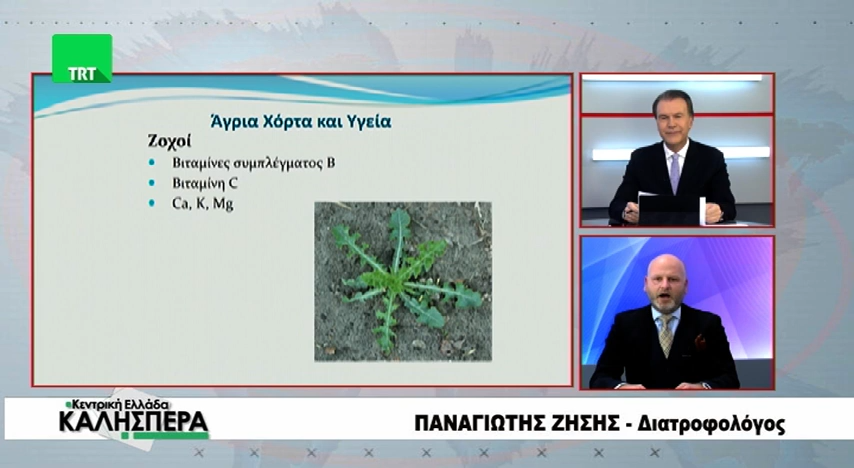 TRT
Άγρια Χόρτα και Υγεία
Ζοχοί
• Βιταμίνες συμπλέγματος Β
• Βιταμίνη C
• Ca, K, Mg
Κεντρική Ελλάδα
ΚΑΛΗΣΠΕΡΑ
ΠΑΝΑΓΙΩΤΗΣ ΖΗΣΗΣ - Διατροφολόγος